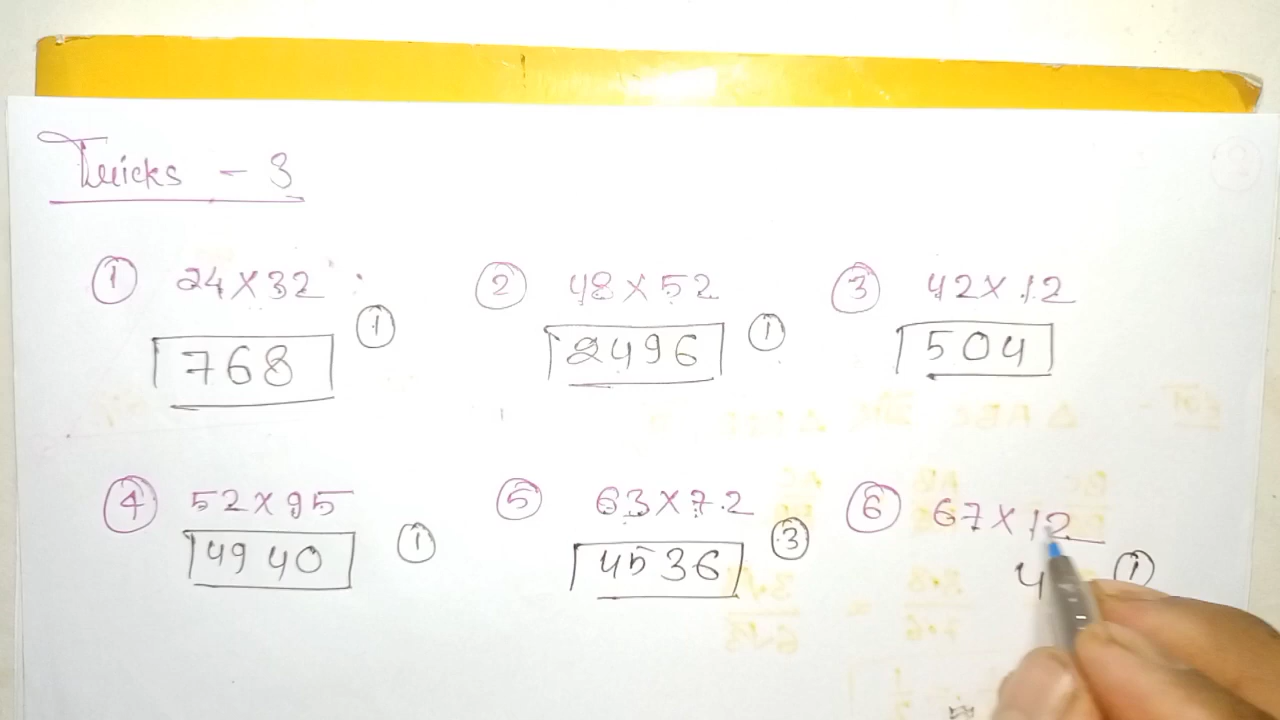 Tricks - 3
① 24 X 32
768
①
② 48 X 52
2496
①
③ 42 X 12
504
④ 52 X 95
4940
①
⑤ 63 X 72
4536
③
⑥ 67 X 12
4
①